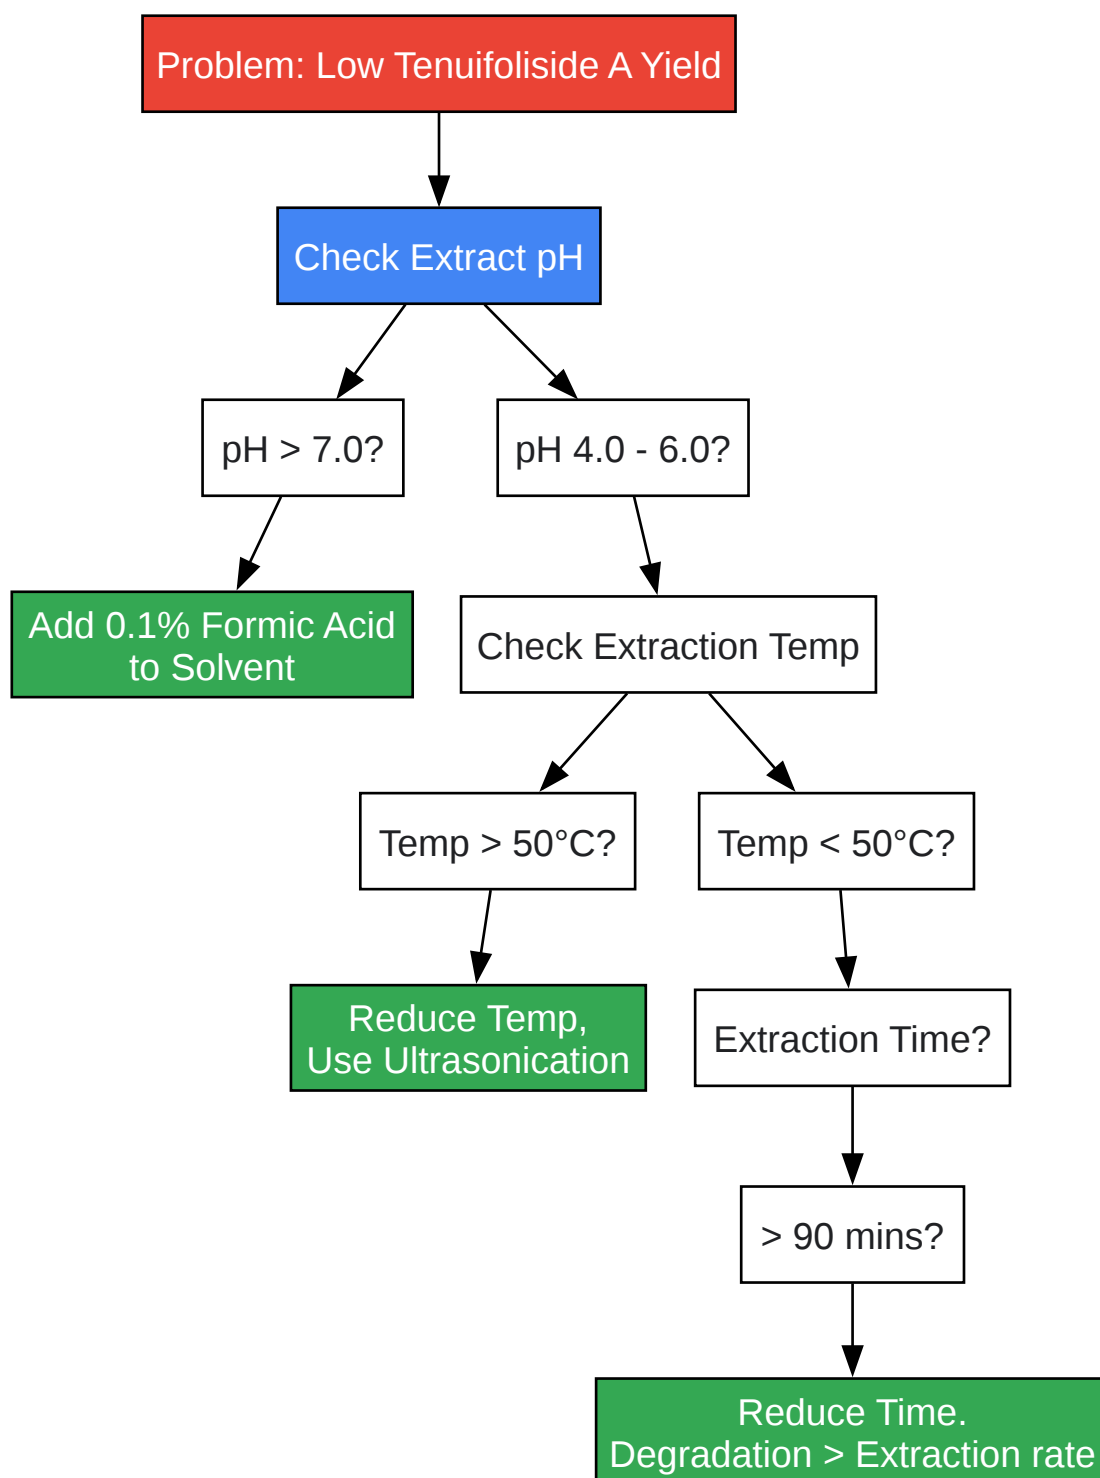 Problem: Low Tenuifoliside A Yield
Check Extract pH
pH > 7.0?
pH 4.0 - 6.0?
Add 0.1% Formic Acid
to Solvent
Check Extraction Temp
Temp > 50°C?
Temp < 50°C?
Reduce Temp,
Use Ultrasonication
Extraction Time?
> 90 mins?
Reduce Time.
Degradation > Extraction rate